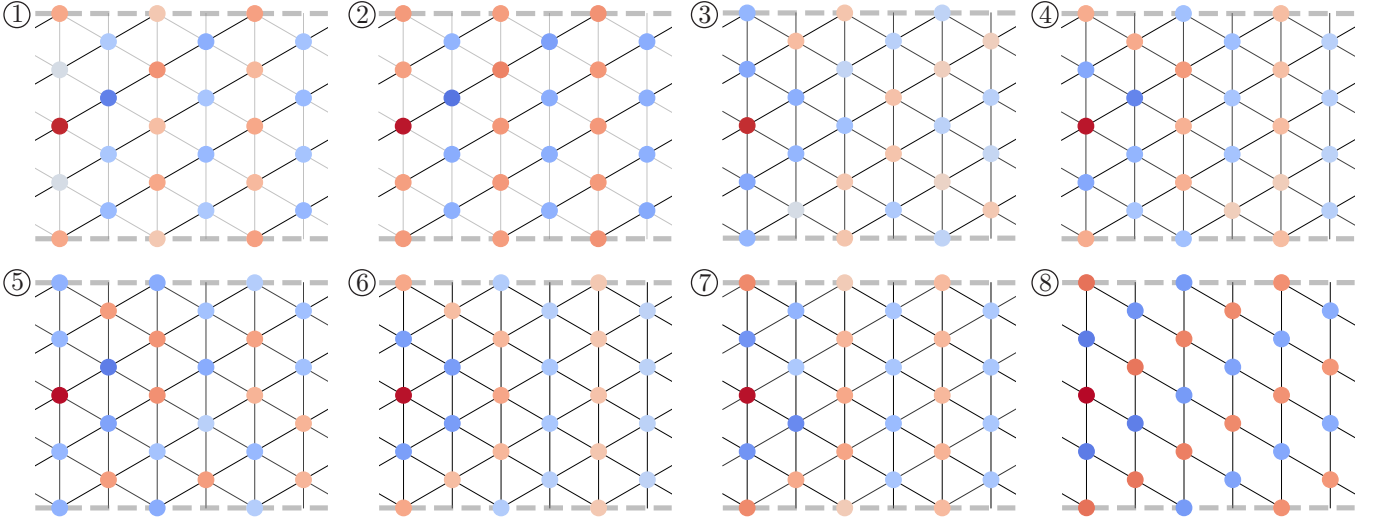 ① ② ③ ④
⑤ ⑥ ⑦ ⑧